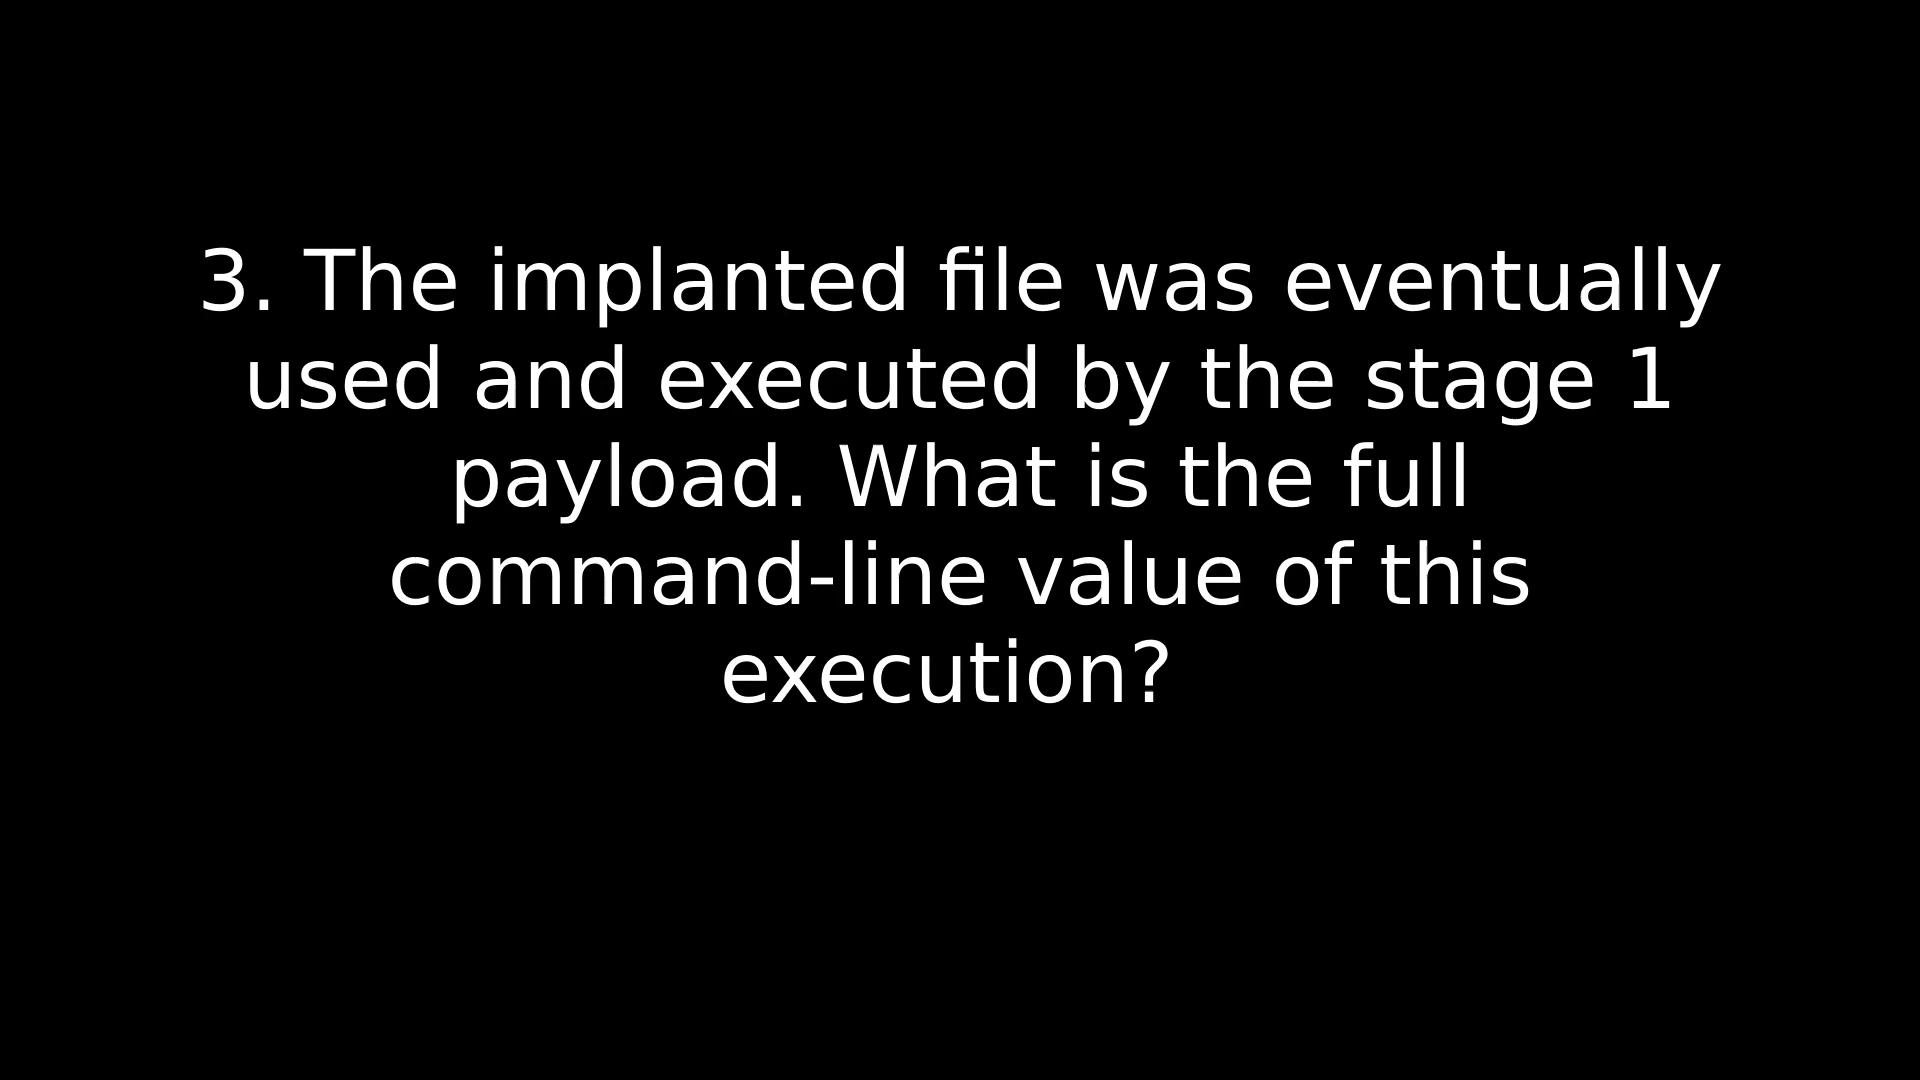 3. The implanted file was eventually
used and executed by the stage 1
payload. What is the full
command-line value of this
execution?